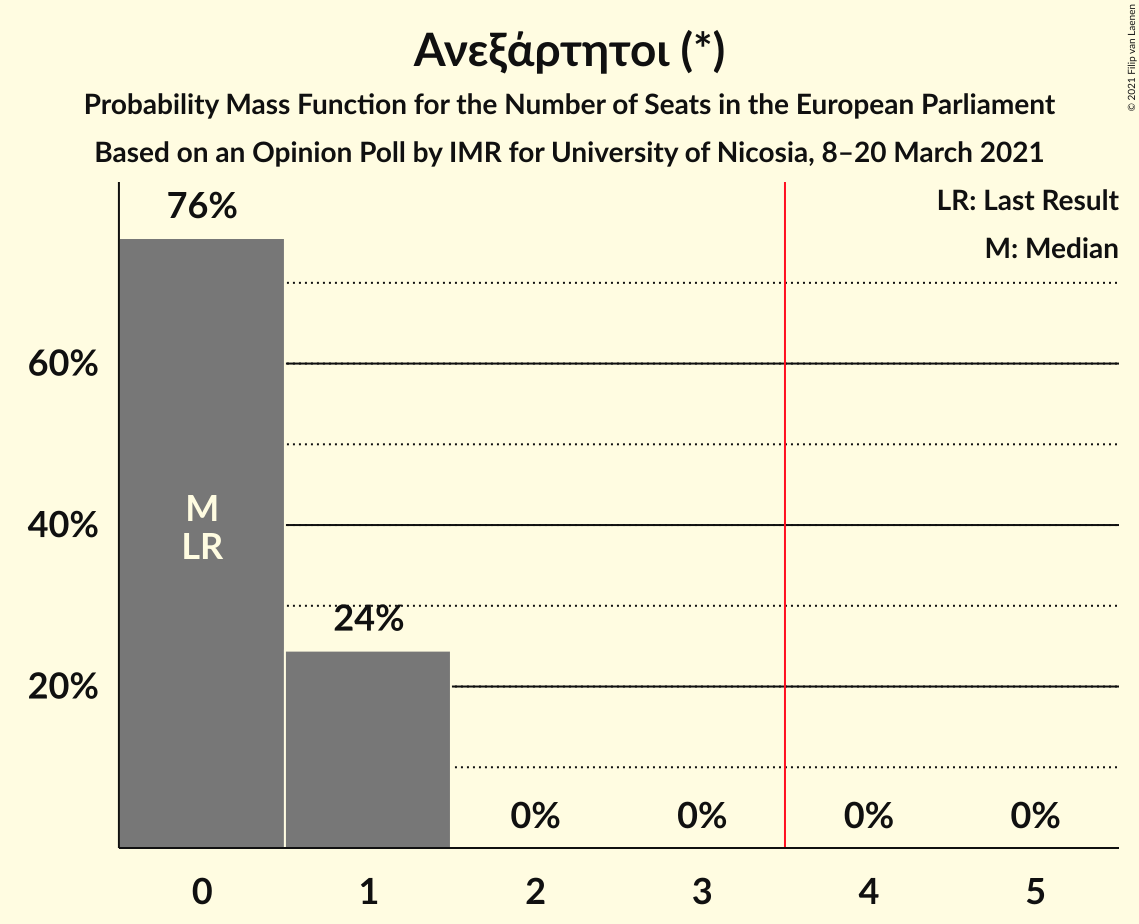 Ανεξάρτητοι (*)
Probability Mass Function for the Number of Seats in the European Parliament
Based on an Opinion Poll by IMR for University of Nicosia, 8–20 March 2021
© 2021 Filip van Laenen
LR: Last Result
M: Median
76%
60%
40%
20%
M
LR
24%
0%
0%
0%
0%
0
1
2
3
4
5